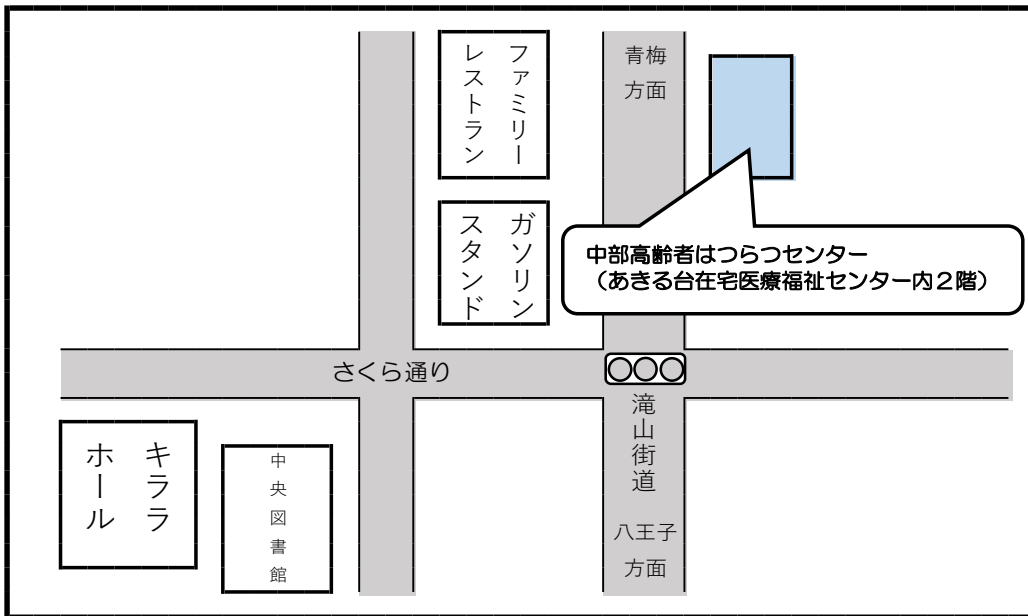 ファミリー
レストラン
青梅
方面
ガソリン
スタンド
中部高齢者はつらつセンター
（あきる台在宅医療福祉センター内２階）
さくら通り
滝山街道
キララ
ホール
中央図書館
八王子
方面